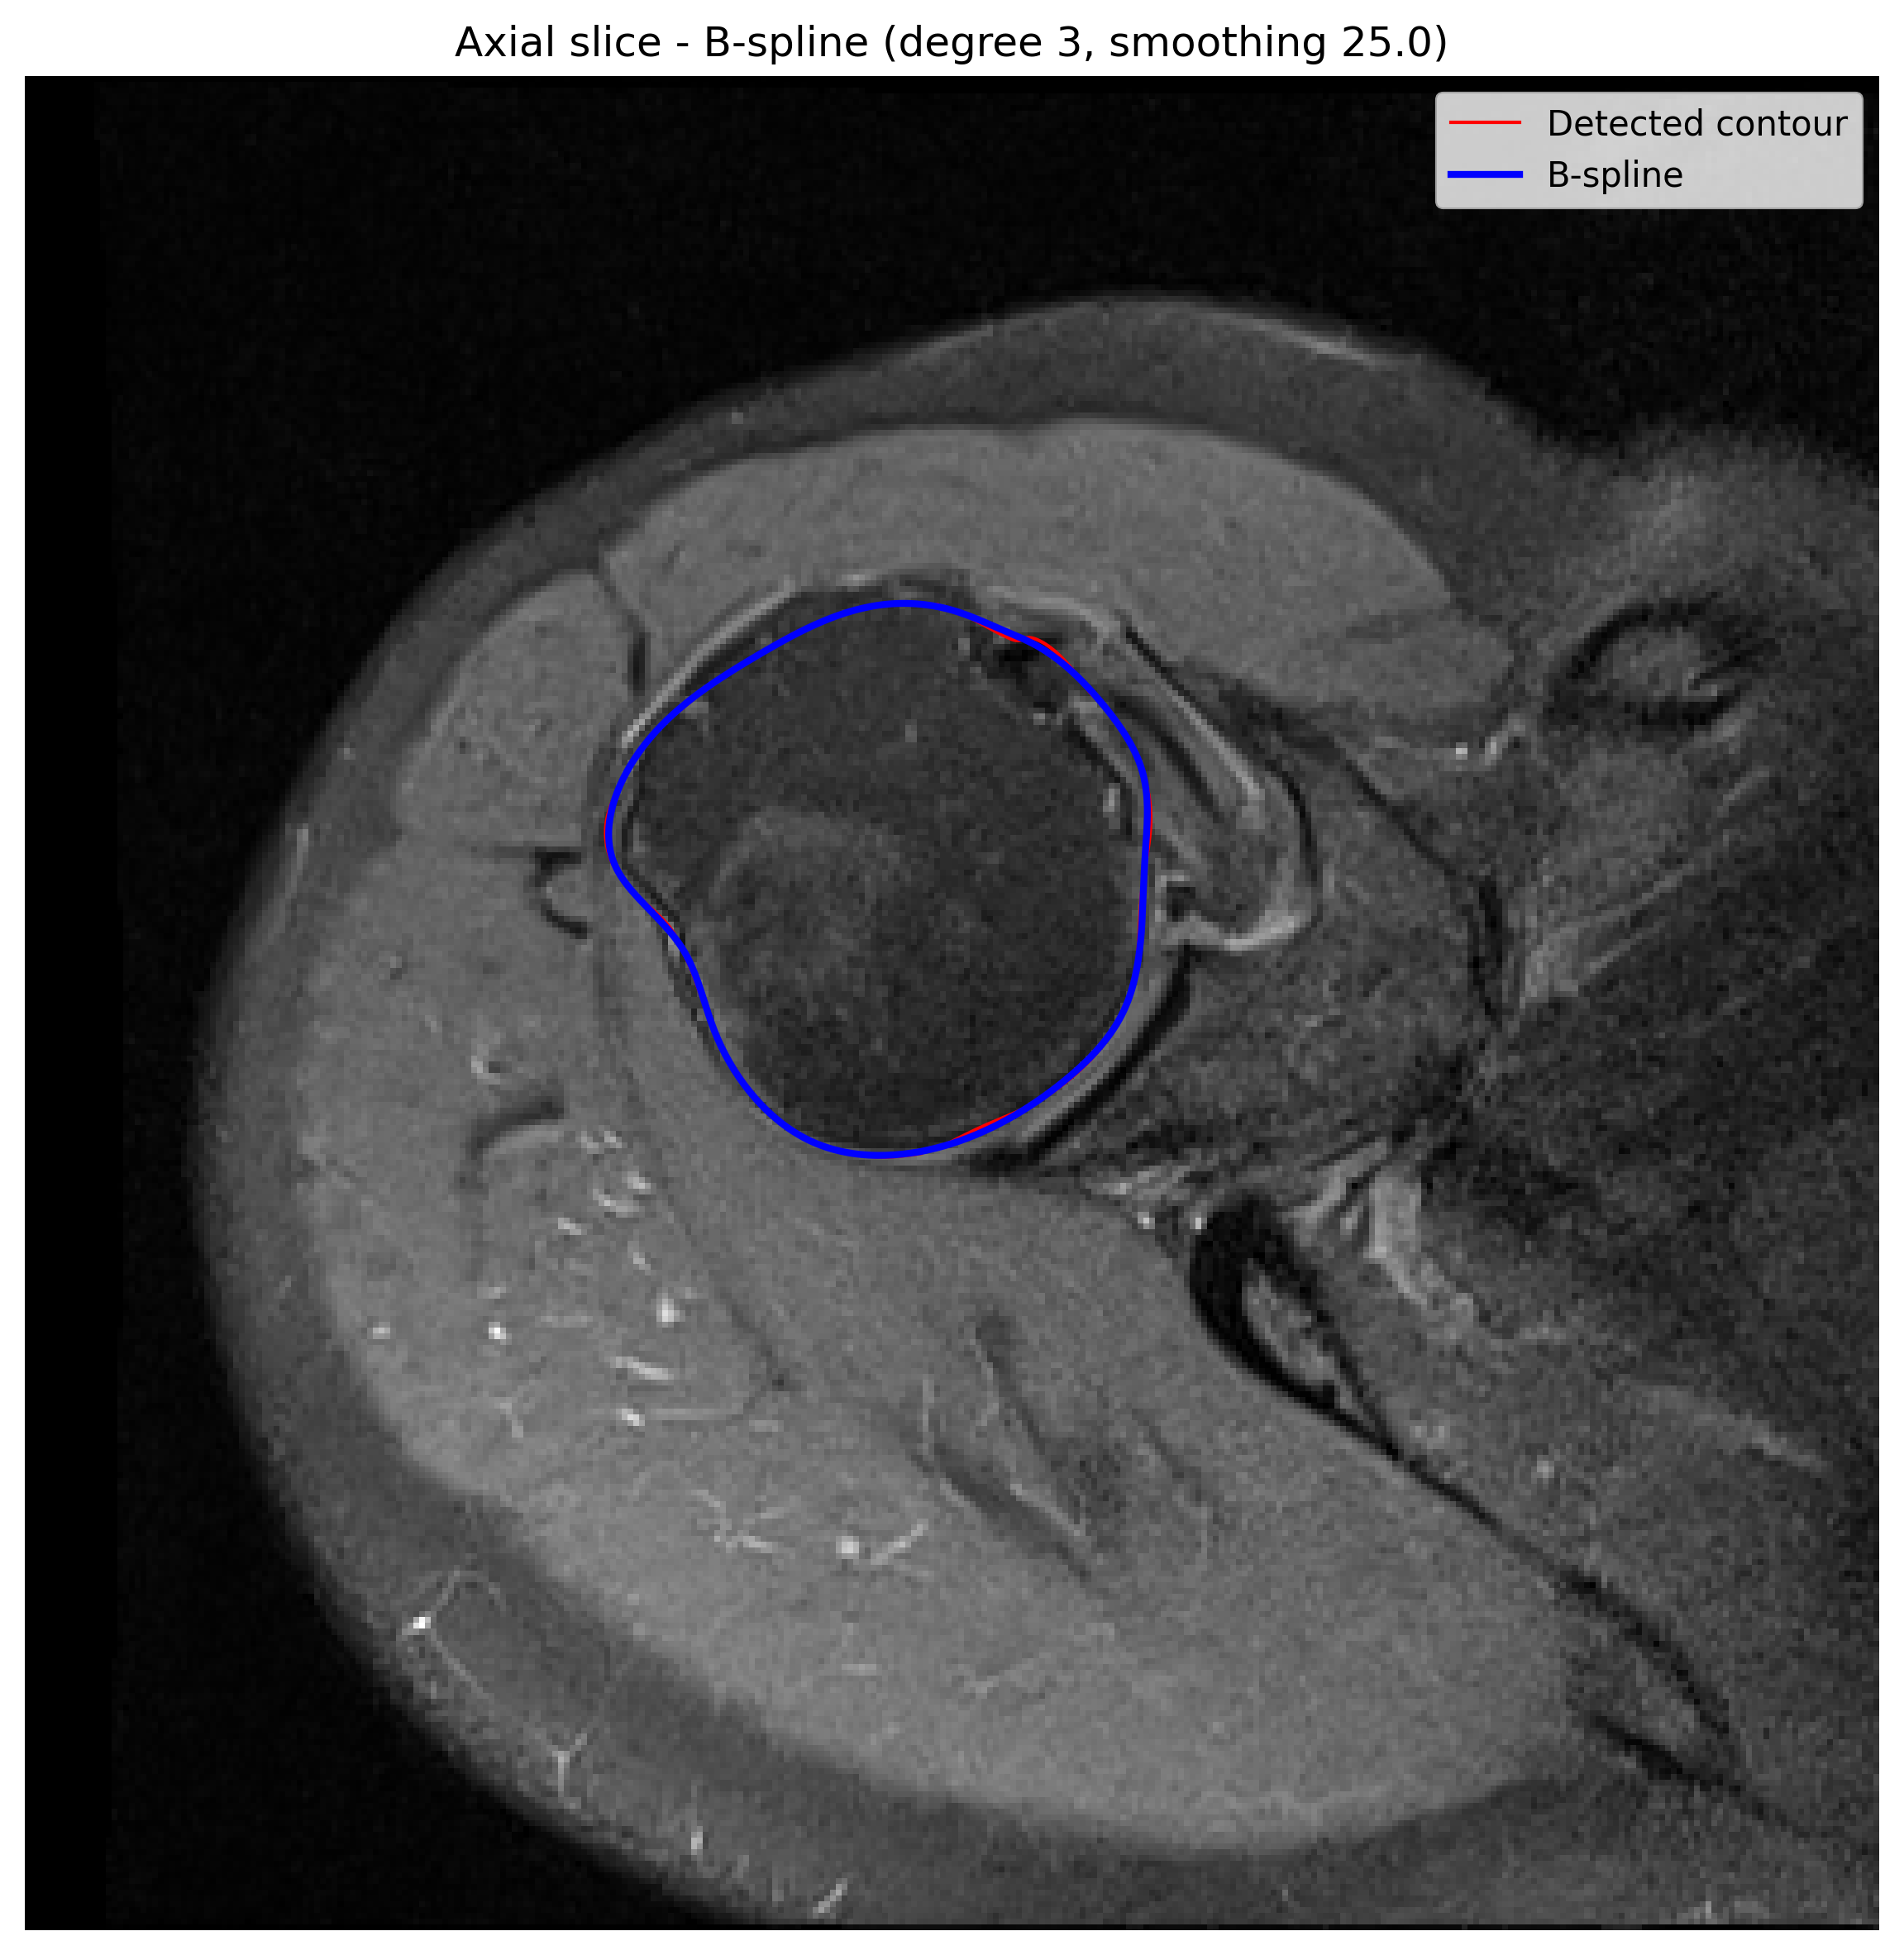 Axial slice - B-spline (degree 3, smoothing 25.0)
Detected contour
B-spline